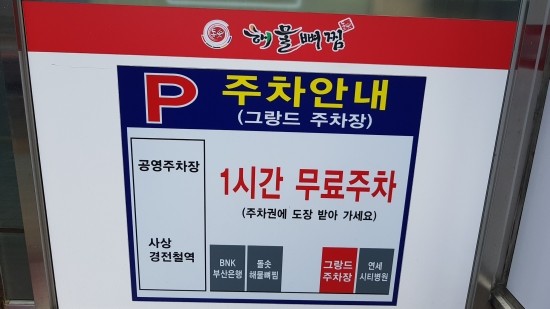 돌솟
해물뼈찜
P 주차안내
(그랑드 주차장)
공영주차장
1시간 무료주차
(주차권에 도장 받아 가세요)
사상
경전철역
BNK
부산은행
돌솟
해물뼈찜
그랑드
주차장
연세
시티병원